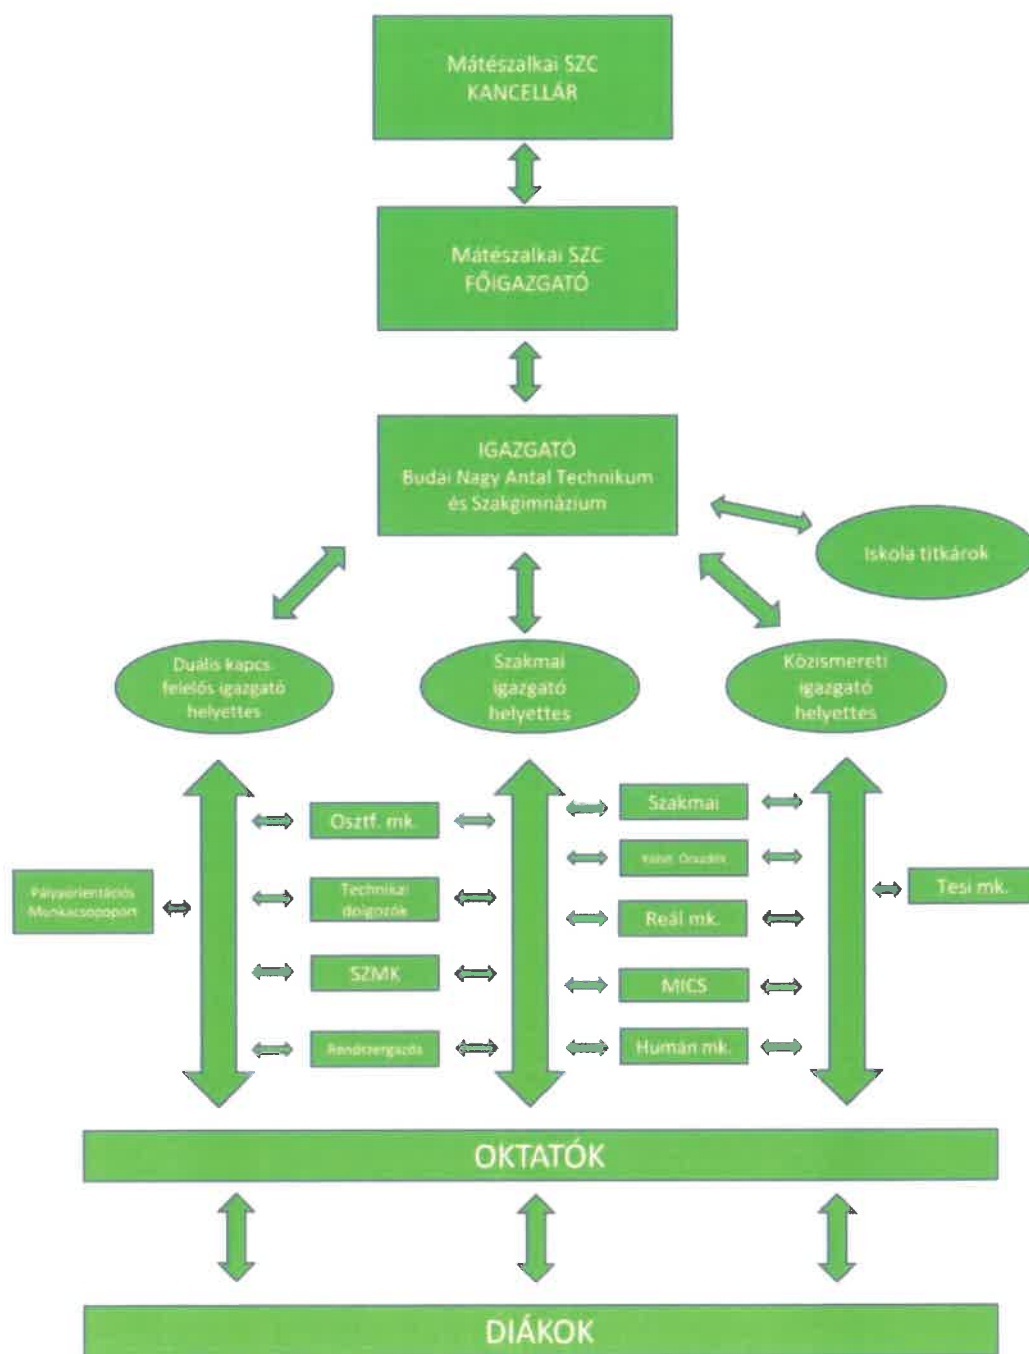 Mátészalkai SZC
KANCELLÁR
Mátészalkai SZC
FŐIGAZGATÓ
IGAZGATÓ
Budai Nagy Antal Technikum
és Szakgimnázium
Iskola titkárok
Duális kapcs.
felelős igazgató
helyettes
Szakmai
igazgató
helyettes
Közismereti
igazgató
helyettes
Osztf. mk.
Szakmai
Pályaorientációs
Munkacsopoport
Technikai
dolgozók
Reál mk.
Tesi mk.
SZMK
MICS
Rendszergazda
Humán mk.
OKTATÓK
DIÁKOK